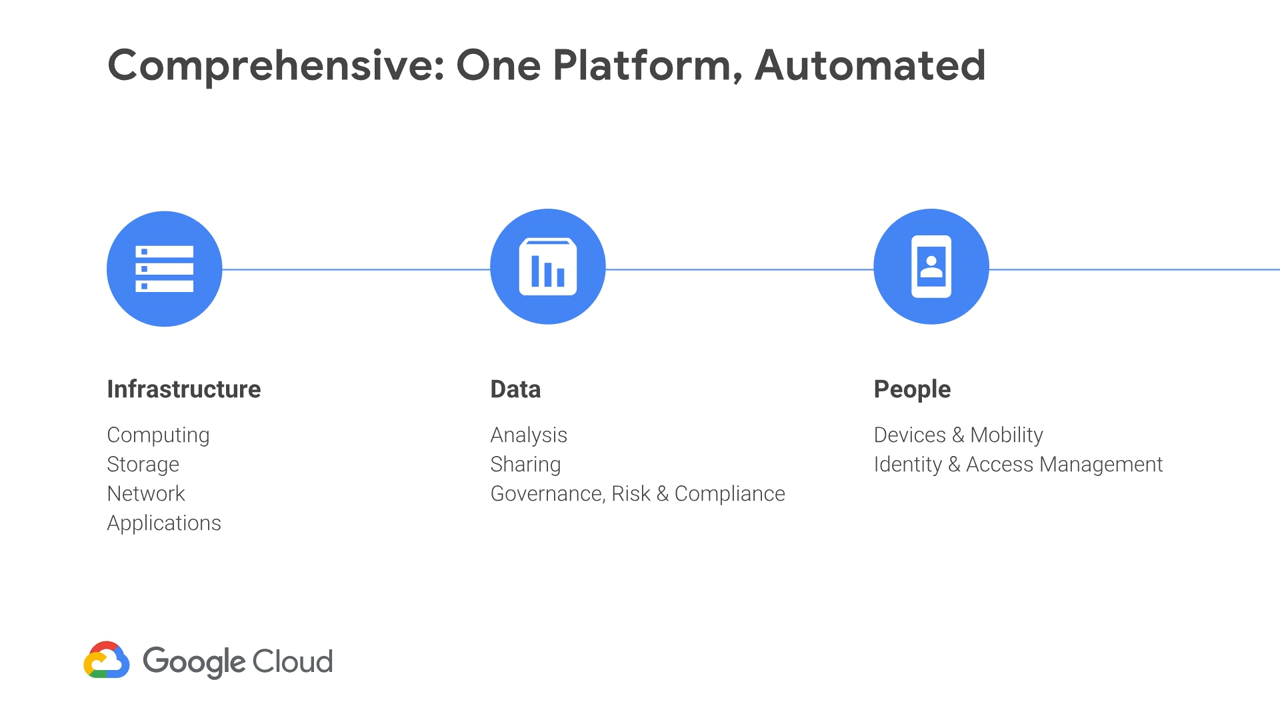 Comprehensive: One Platform, Automated
Infrastructure
Computing
Storage
Network
Applications
Data
Analysis
Sharing
Governance, Risk & Compliance
People
Devices & Mobility
Identity & Access Management
Google Cloud